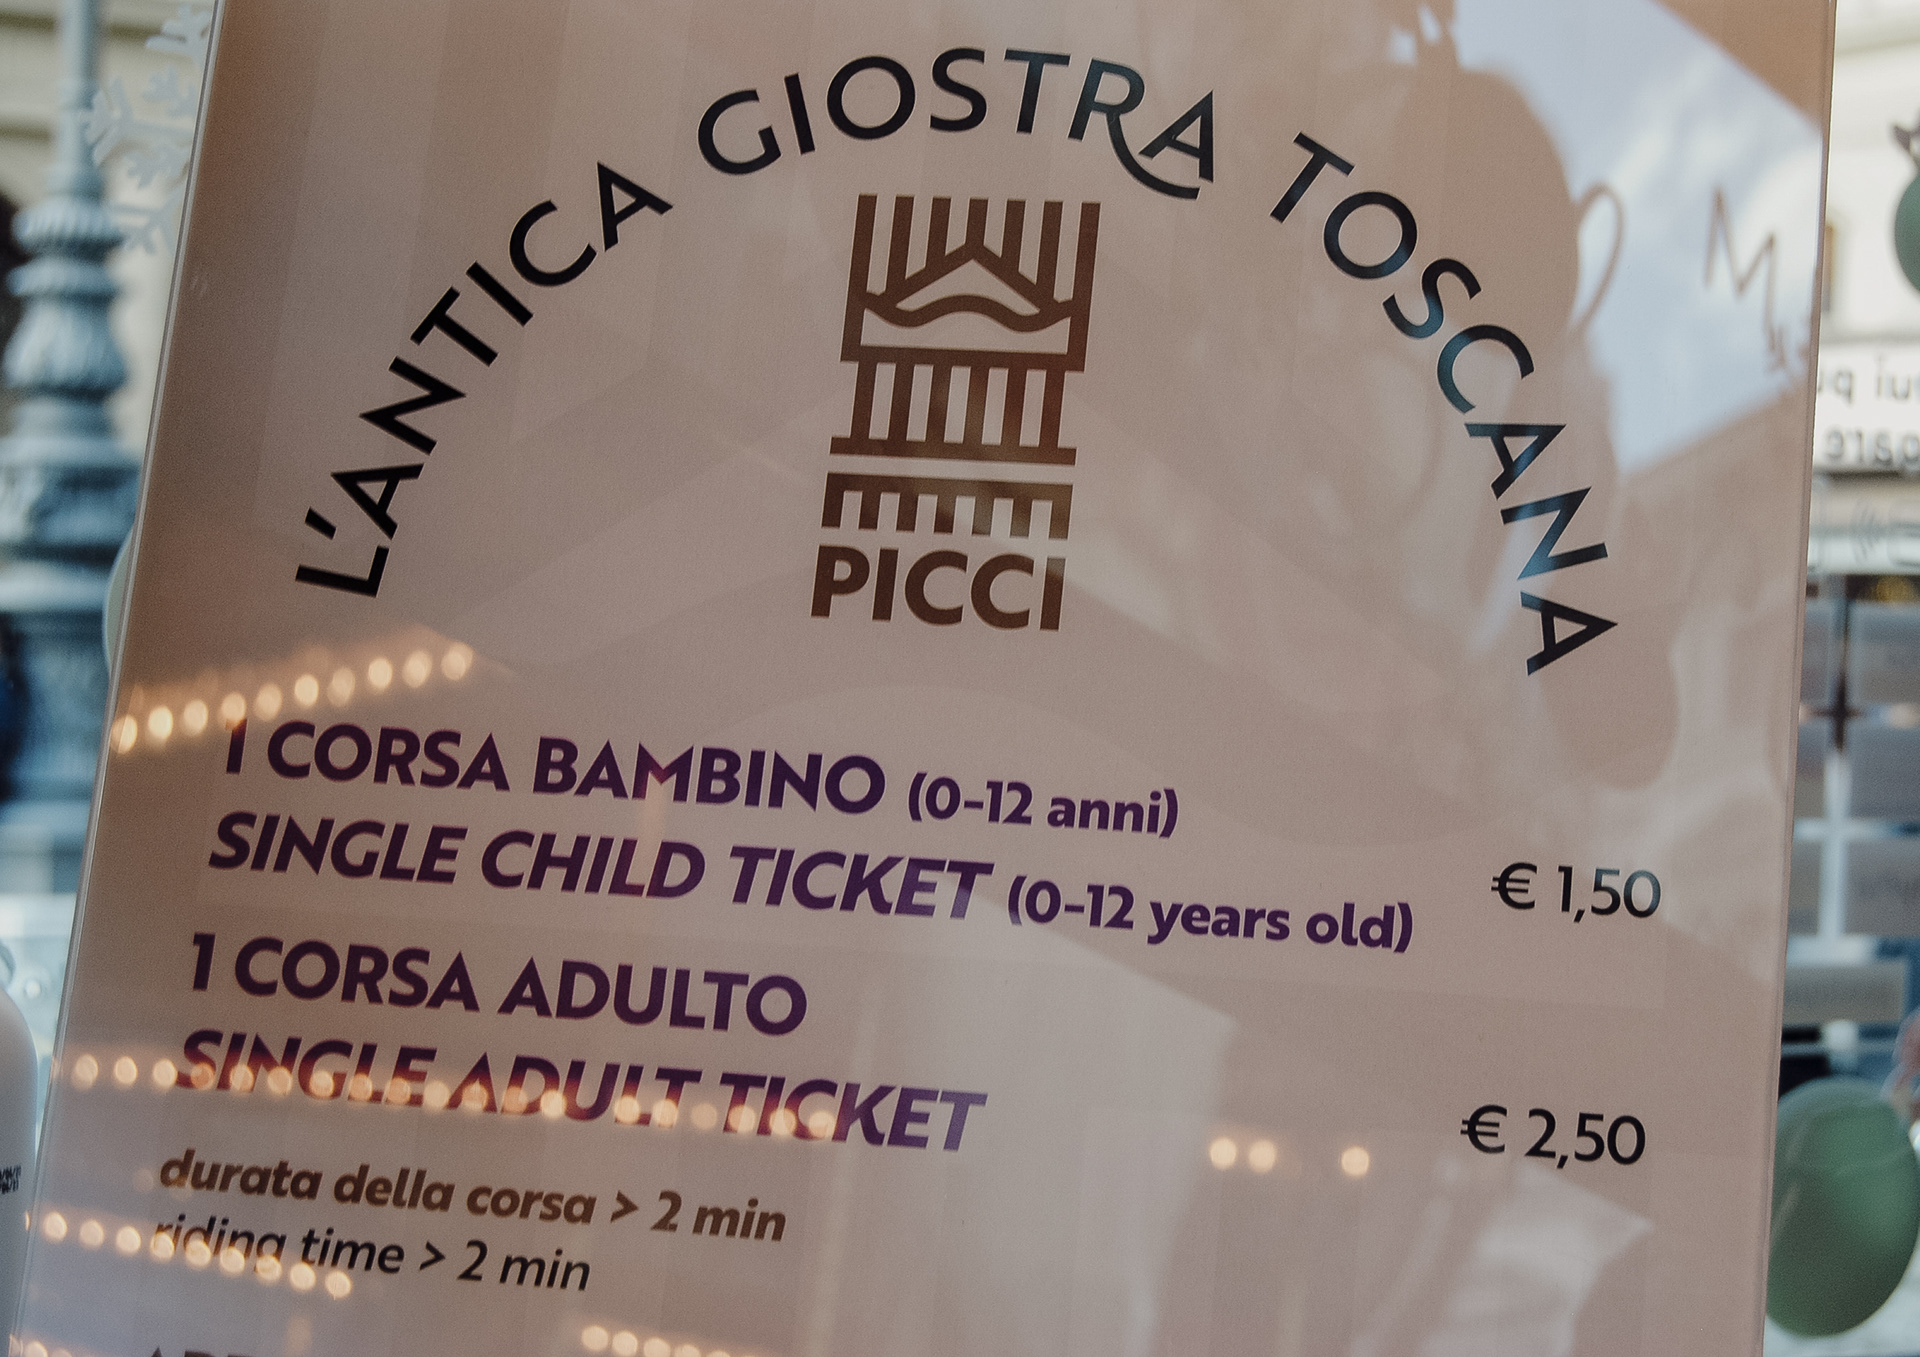 L'ANTICA GIOSTRA TOSCANA
PICCI
1 CORSA BAMBINO (0-12 anni)
SINGLE CHILD TICKET (0-12 years old)
€ 1,50
1 CORSA ADULTO
SINGLE ADULT TICKET
€ 2,50
durata della corsa > 2 min
riding time > 2 min